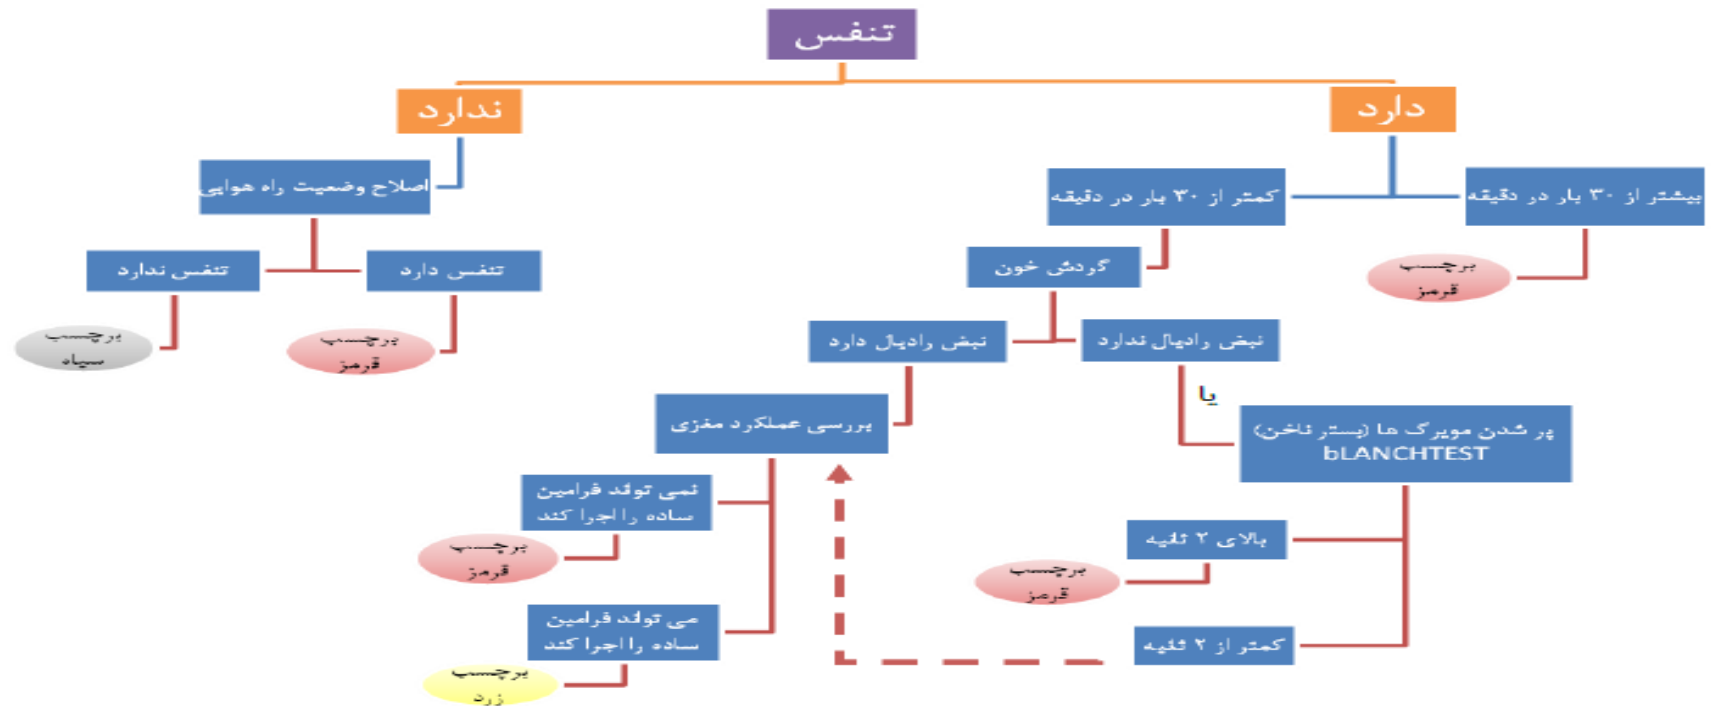 تنفس
دارد
ندارد
بیشتر از ۳۰ بار در دقیقه
کمتر از ۳۰ بار در دقیقه
اصلاح وضعیت راه هوایی
برچسب
قرمز
گردش خون
تنفس دارد
تنفس ندارد
نبض رادیال ندارد
نبض رادیال دارد
برچسب
قرمز
برچسب
سیاه
یا
پر شدن مویرگ ها (بستر ناخن)
bLANCHTEST
بررسی عملکرد مغزی
بالای ۲ ثلیه
برچسب
قرمز
کمتر از ۲ ثلیه
نمی تواند فرامین
ساده را اجرا کند
برچسب
قرمز
می تواند فرامین
ساده را اجرا کند
برچسب
زرد